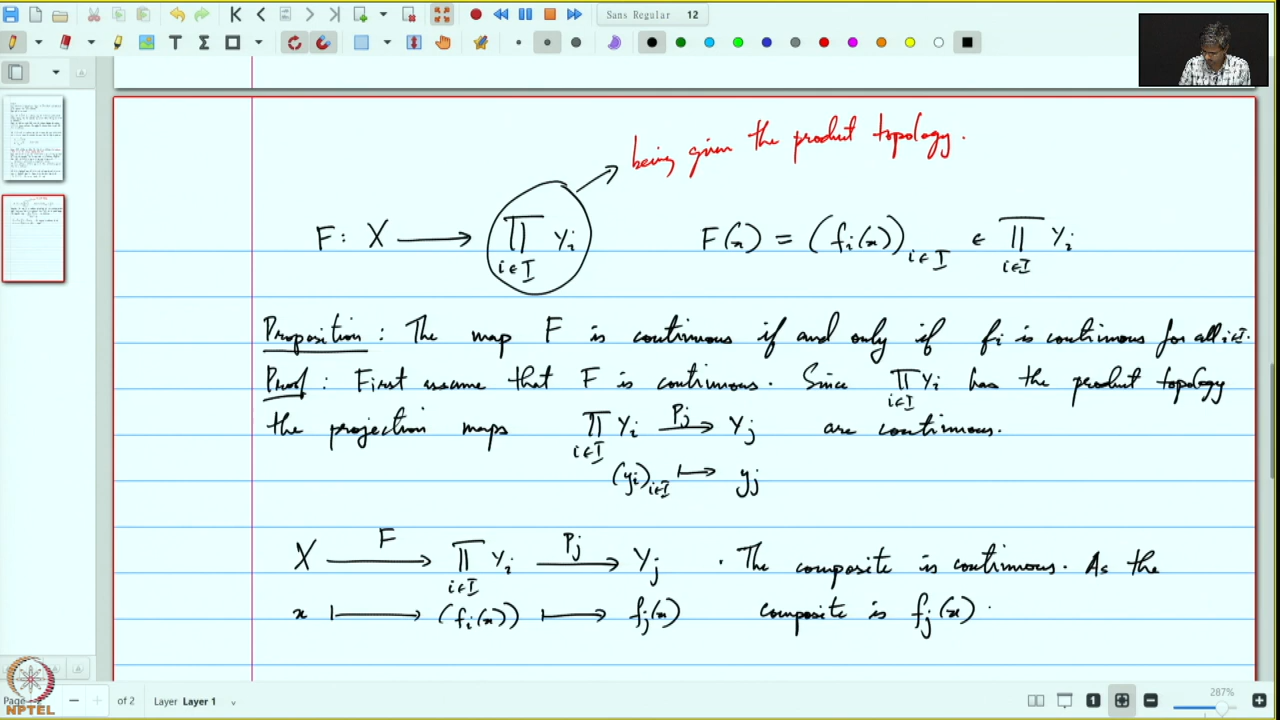 Sans Regular 12
being given the product topology.
F: X ⟶ ∏_{i∈I} Y_i F(x) = (f_i(x))_{i∈I} ∈ ∏_{i∈I} Y_i
Proposition: The map F is continuous if and only if f_i is continuous for all i∈I.
Proof: First assume that F is continuous. Since ∏_{i∈I} Y_i has the product topology
the projection maps ∏_{i∈I} Y_i ⟶^{P_j} Y_j are continuous.
(y_i)_{i∈I} ⟼ y_j
X ⟶^{F} ∏_{i∈I} Y_i ⟶^{P_j} Y_j . The composite is continuous. As the
x ⟼ (f_i(x)) ⟼ f_j(x) composite is f_j(x).
of 2 Layer Layer 1 1 287%
NPTEL